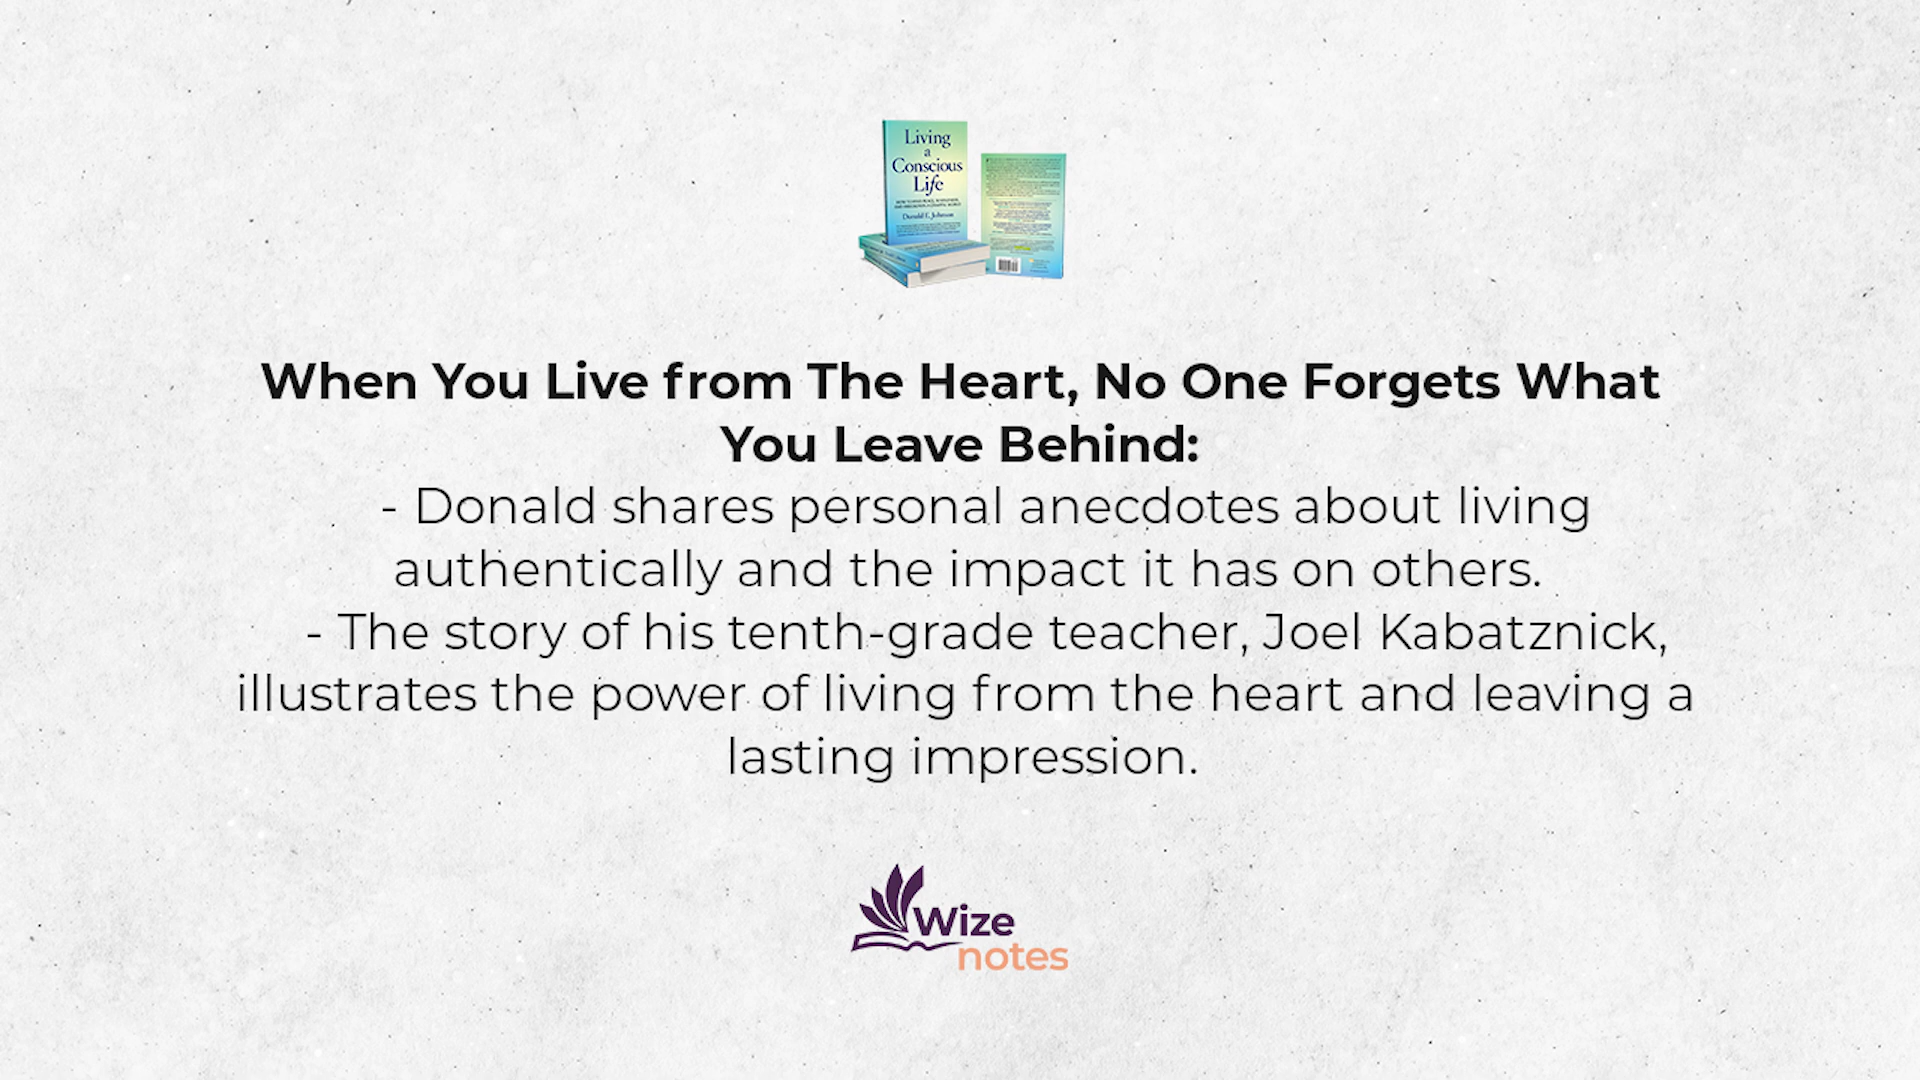 Living
a
Conscious
Life
Donald E. Johnson
When You Live from The Heart, No One Forgets What
You Leave Behind:
- Donald shares personal anecdotes about living
authentically and the impact it has on others.
- The story of his tenth-grade teacher, Joel Kabatznick,
illustrates the power of living from the heart and leaving a
lasting impression.
Wize
notes